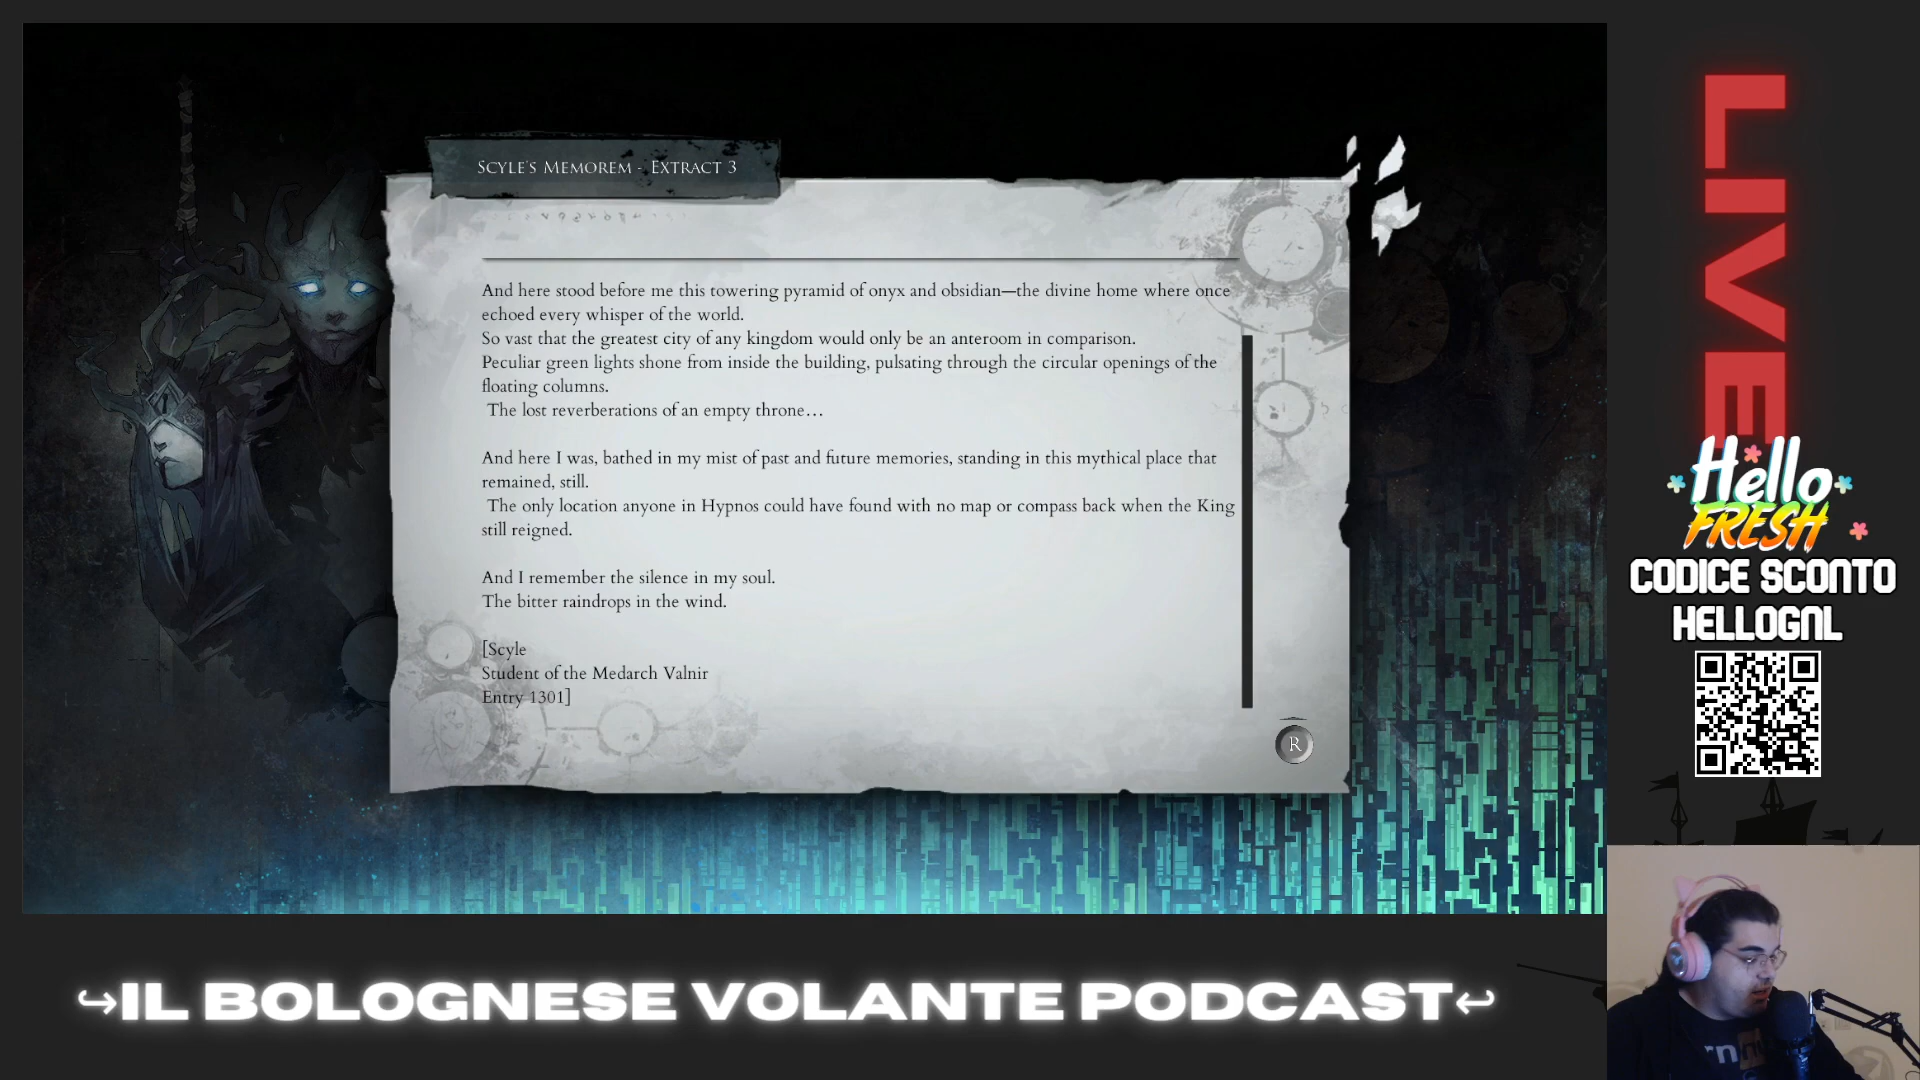 SCYLE'S MEMOREM - EXTRACT 3
And here stood before me this towering pyramid of onyx and obsidian—the divine home where once
echoed every whisper of the world.
So vast that the greatest city of any kingdom would only be an anteroom in comparison.
Peculiar green lights shone from inside the building, pulsating through the circular openings of the
floating columns.
The lost reverberations of an empty throne…
And here I was, bathed in my mist of past and future memories, standing in this mythical place that
remained, still.
The only location anyone in Hypnos could have found with no map or compass back when the King
still reigned.
And I remember the silence in my soul.
The bitter raindrops in the wind.
[Scyle
Student of the Medarch Valnir
Entry 1301]
R
LIVE
Hello
FRESH
CODICE SCONTO
HELLOGNL
↪IL BOLOGNESE VOLANTE PODCAST↩